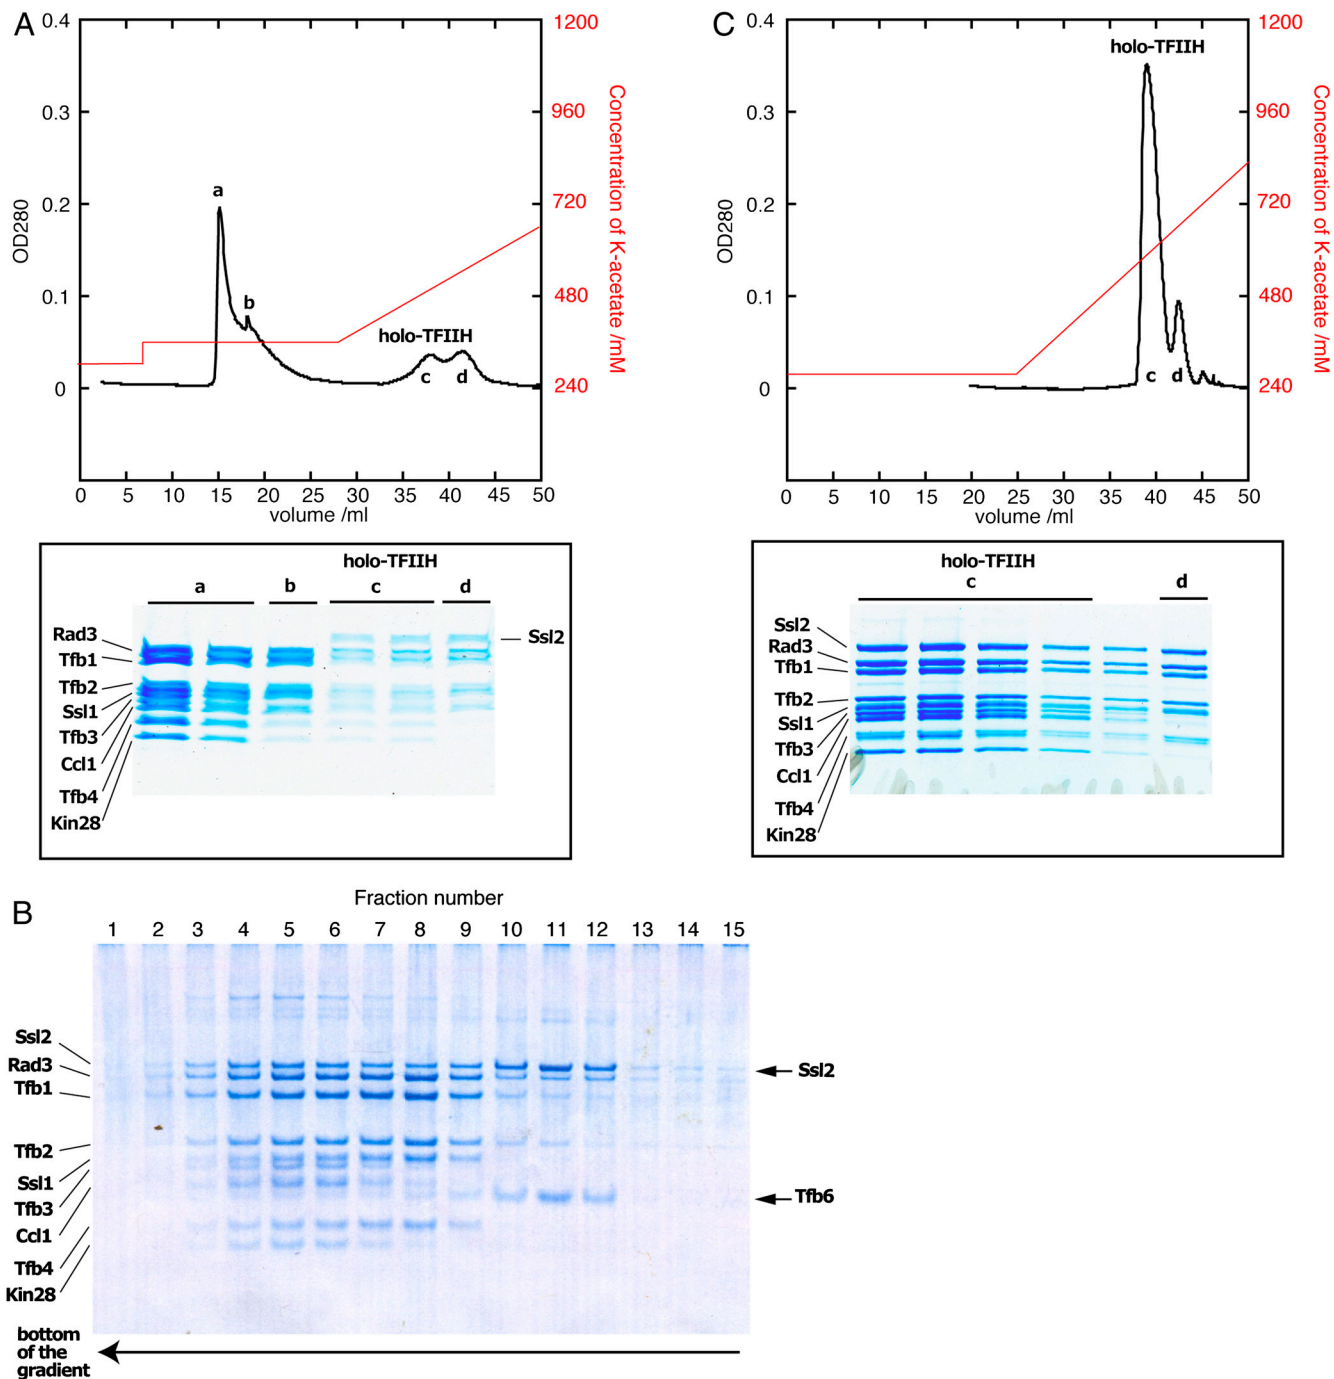 A
0.4
0.3
0.2
0.1
0
OD280
1200
960
720
480
240
Concentration of K-acetate /mM
a
b
holo-TFIIH
c d
0 5 10 15 20 25 30 35 40 45 50
volume /ml
holo-TFIIH
a b c d
Rad3
Tfb1
Tfb2
Ssl1
Tfb3
Ccl1
Tfb4
Kin28
Ssl2
C
0.4
0.3
0.2
0.1
0
OD280
1200
960
720
480
240
Concentration of K-acetate /mM
holo-TFIIH
c d
0 5 10 15 20 25 30 35 40 45 50
volume /ml
holo-TFIIH
c d
Ssl2
Rad3
Tfb1
Tfb2
Ssl1
Tfb3
Ccl1
Tfb4
Kin28
B
Fraction number
1 2 3 4 5 6 7 8 9 10 11 12 13 14 15
Ssl2
Rad3
Tfb1
Tfb2
Ssl1
Tfb3
Ccl1
Tfb4
Kin28
Ssl2
Tfb6
bottom
of the
gradient